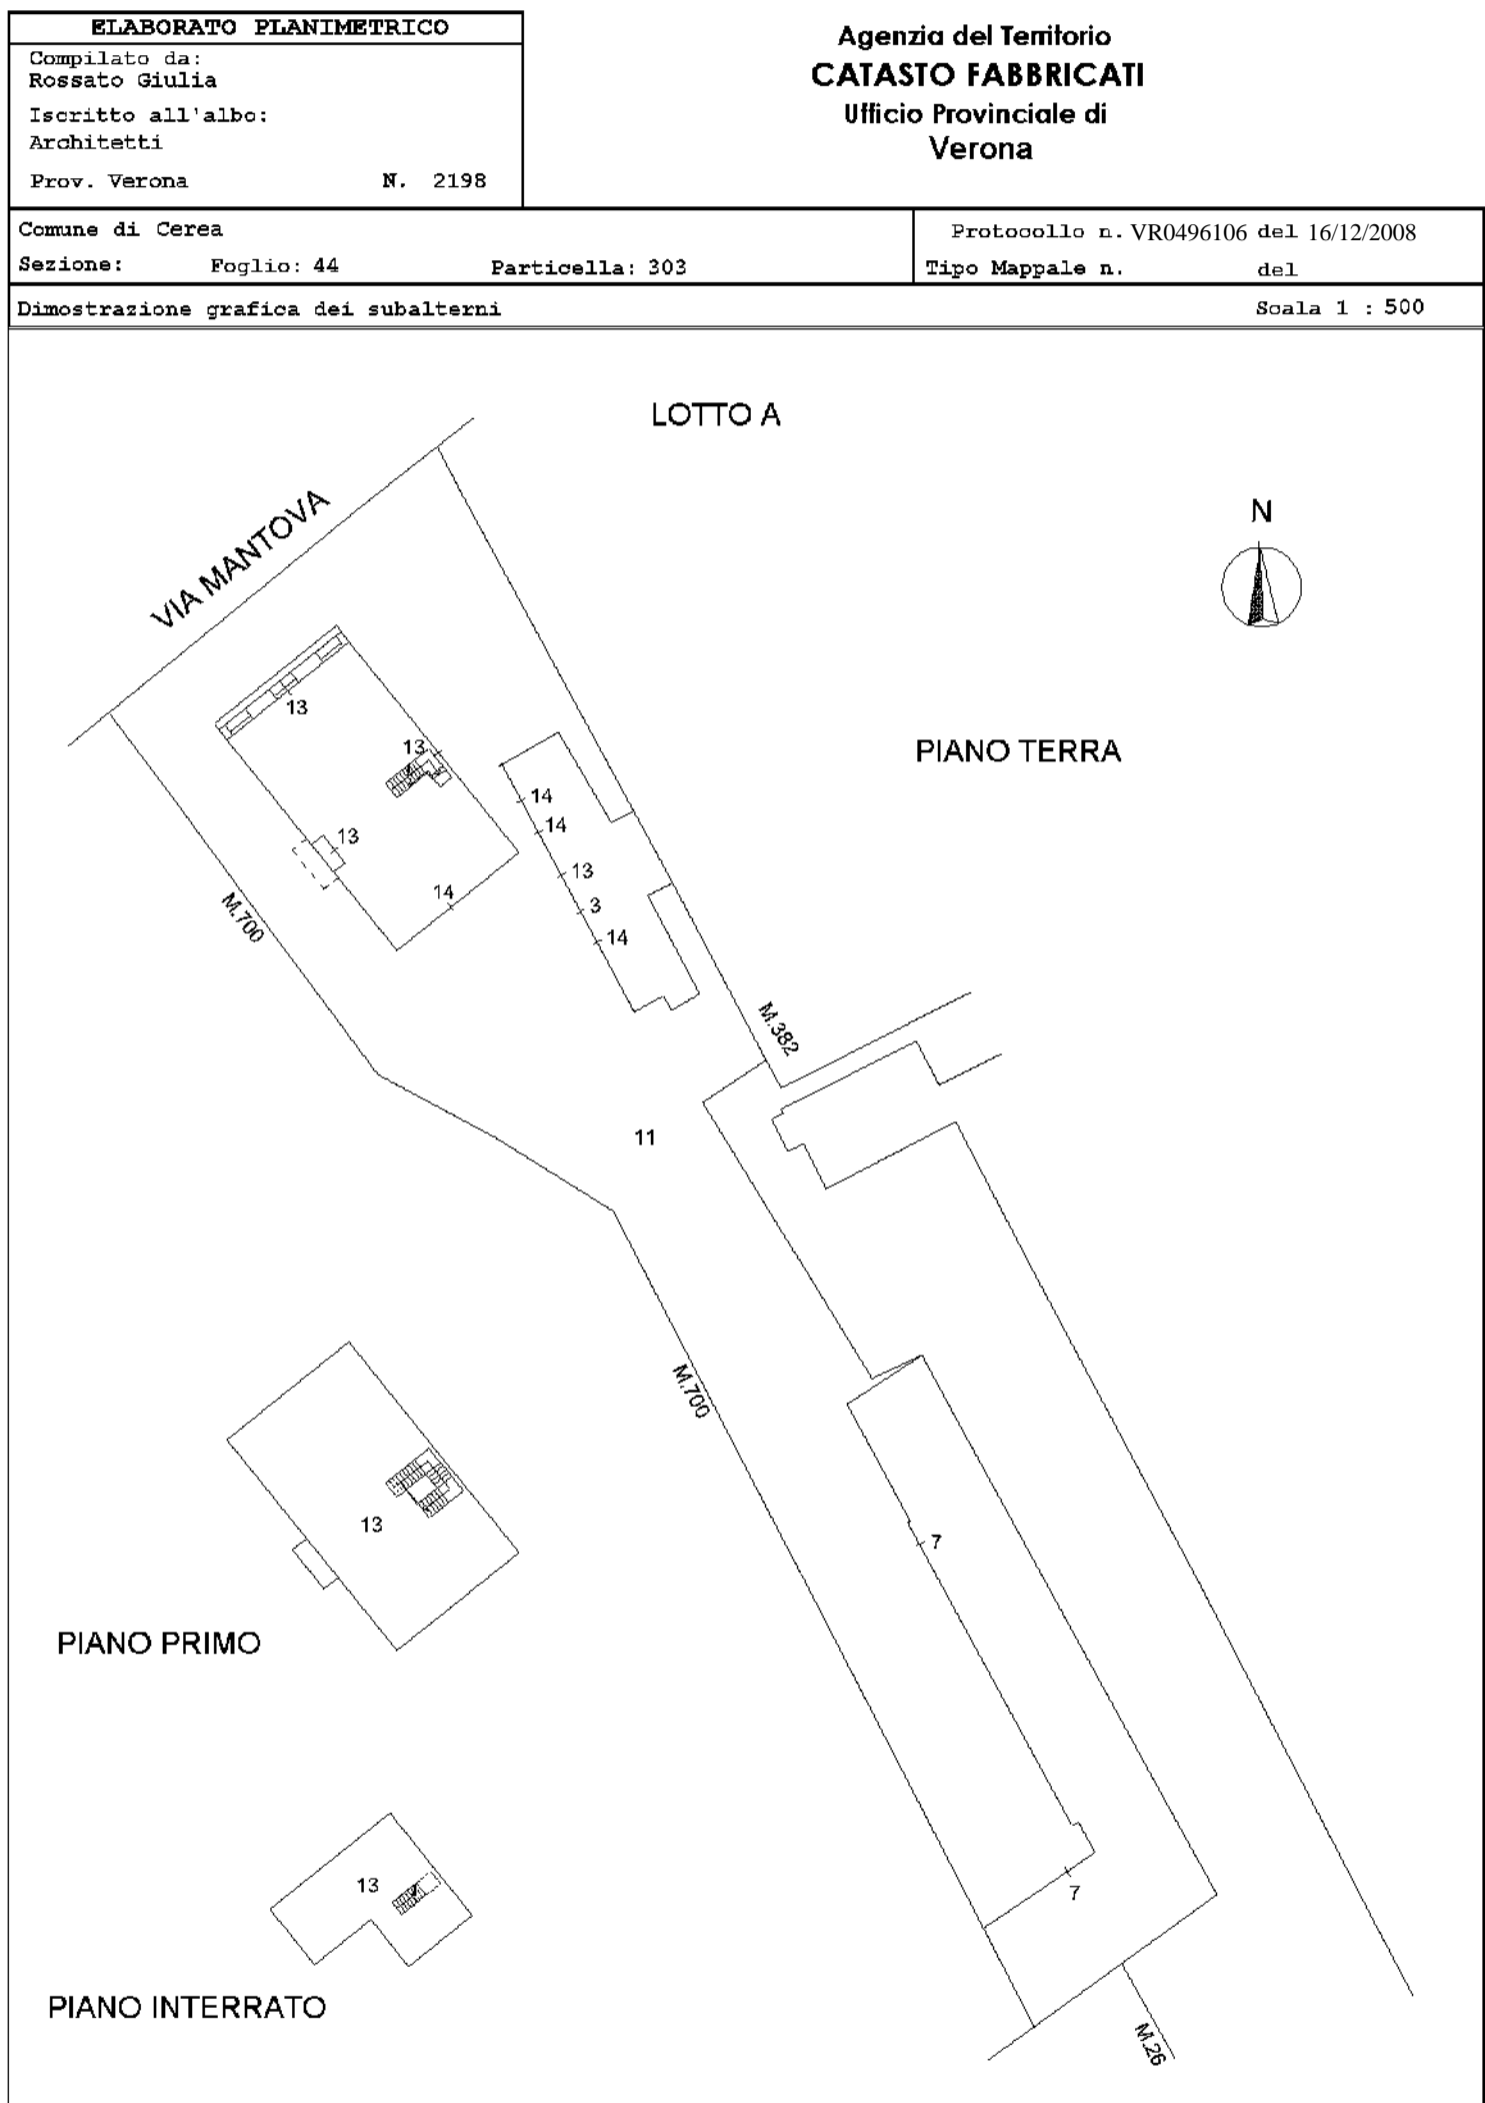 ELABORATO PLANIMETRICO
Compilato da:
Rossato Giulia
Iscritto all'albo:
Architetti
Prov. Verona N. 2198
Agenzia del Territorio
CATASTO FABBRICATI
Ufficio Provinciale di
Verona
Comune di Cerea
Sezione: Foglio: 44 Particella: 303
Protocollo n. VR0496106 del 16/12/2008
Tipo Mappale n. del
Dimostrazione grafica dei subalterni Scala 1 : 500
LOTTO A
VIA MANTOVA
N
13
13
PIANO TERRA
14
14
13
13
14
3
14
M.700
M.382
11
M.700
13
7
PIANO PRIMO
13
7
PIANO INTERRATO
M.26